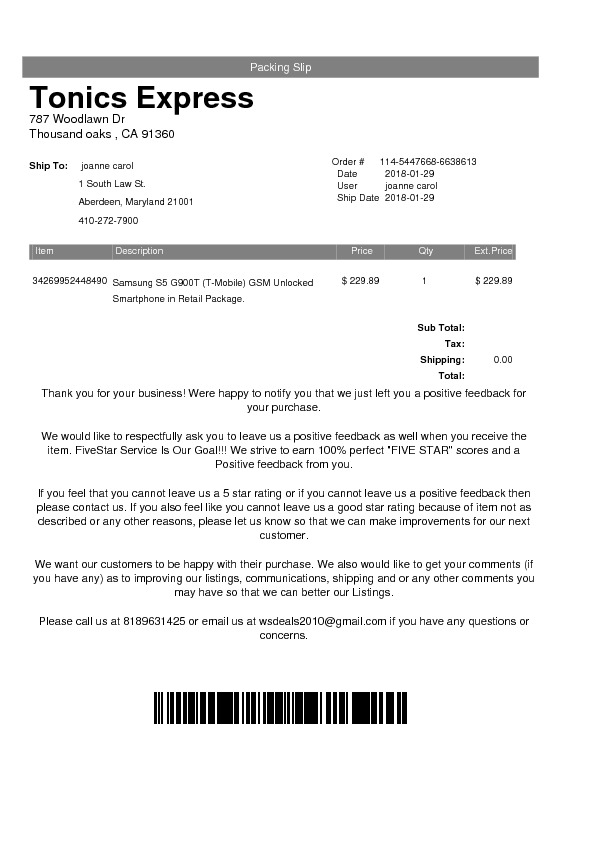 Packing Slip
Tonics Express
787 Woodlawn Dr
Thousand oaks , CA 91360
Ship To: joanne carol
1 South Law St.
Aberdeen, Maryland 21001
410-272-7900
Order # 114-5447668-6638613
Date 2018-01-29
User joanne carol
Ship Date 2018-01-29
Item Description Price Qty Ext.Price
34269952448490 Samsung S5 G900T (T-Mobile) GSM Unlocked $ 229.89 1 $ 229.89
Smartphone in Retail Package.
Sub Total:
Tax:
Shipping: 0.00
Total:
Thank you for your business! Were happy to notify you that we just left you a positive feedback for
your purchase.
We would like to respectfully ask you to leave us a positive feedback as well when you receive the
item. FiveStar Service Is Our Goal!!! We strive to earn 100% perfect "FIVE STAR" scores and a
Positive feedback from you.
If you feel that you cannot leave us a 5 star rating or if you cannot leave us a positive feedback then
please contact us. If you also feel like you cannot leave us a good star rating because of item not as
described or any other reasons, please let us know so that we can make improvements for our next
customer.
We want our customers to be happy with their purchase. We also would like to get your comments (if
you have any) as to improving our listings, communications, shipping and or any other comments you
may have so that we can better our Listings.
Please call us at 8189631425 or email us at wsdeals2010@gmail.com if you have any questions or
concerns.